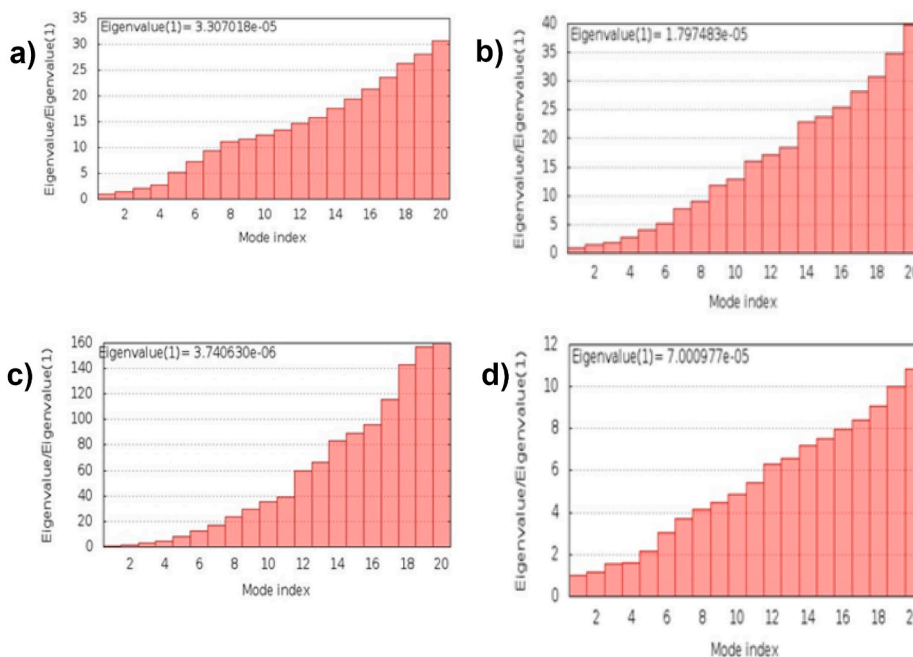 a)
Eigenvalue(1)= 3.307018e-05
Eigenvalue/Eigenvalue(1)
35
30
25
20
15
10
5
0
2 4 6 8 10 12 14 16 18 20
Mode index
b)
Eigenvalue(1)= 1.797483e-05
Eigenvalue/Eigenvalue(1)
40
35
30
25
20
15
10
5
0
2 4 6 8 10 12 14 16 18 20
Mode index
c)
Eigenvalue(1)= 3.740630e-06
Eigenvalue/Eigenvalue(1)
160
140
120
100
80
60
40
20
0
2 4 6 8 10 12 14 16 18 20
Mode index
d)
Eigenvalue(1)= 7.000977e-05
Eigenvalue/Eigenvalue(1)
12
10
8
6
4
2
0
2 4 6 8 10 12 14 16 18 20
Mode index